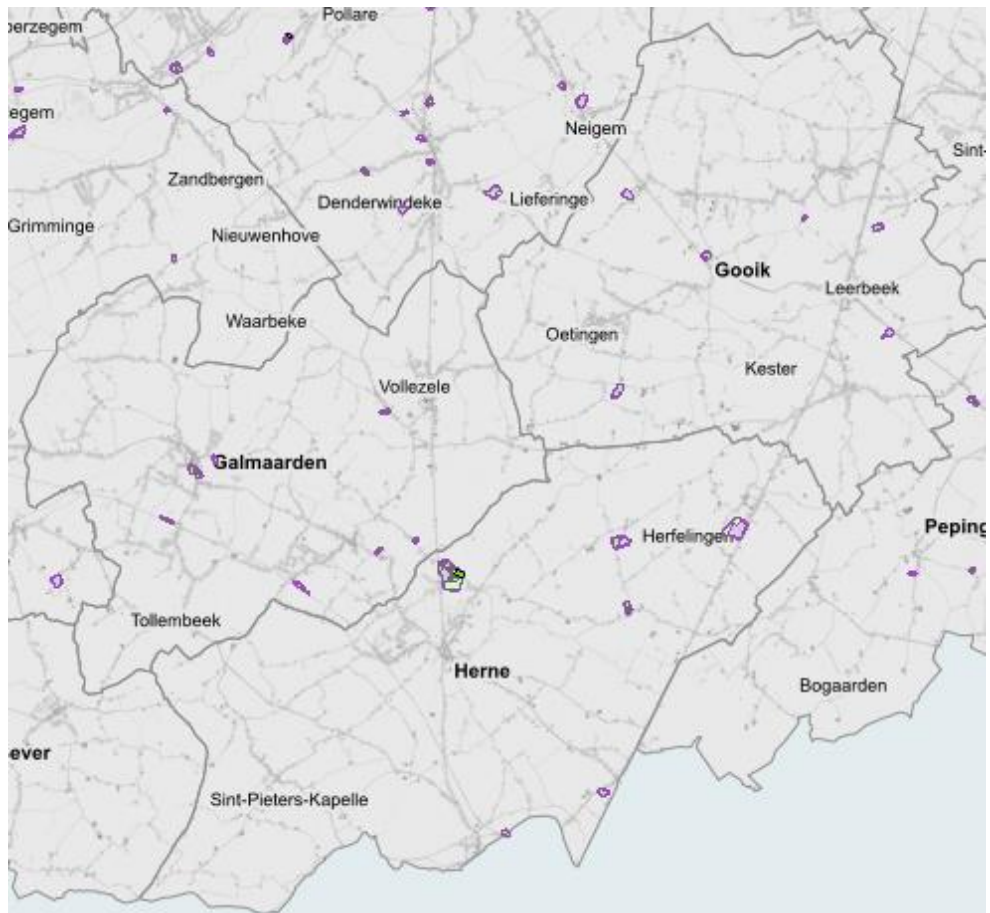 Pollare
erzegem
egem
Neigem
Sint-
Zandbergen
Denderwindeke
Lieferinge
Grimminge
Nieuwenhove
Gooik
Leerbeek
Waarbeke
Oetingen
Kester
Vollezele
Galmaarden
Peping
Herfelingen
Tollembeek
Herne
Bogaarden
ever
Sint-Pieters-Kapelle